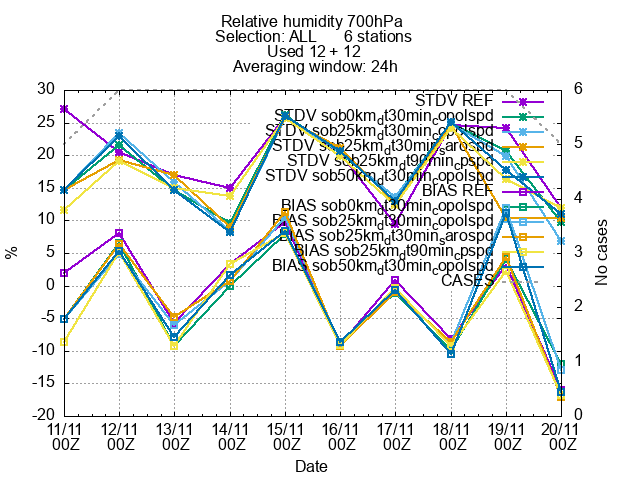 Relative humidity 700hPa
Selection: ALL 6 stations
Used 12 + 12
Averaging window: 24h
30
25
20
15
10
5
0
-5
-10
-15
-20
%
6
5
4
3
2
1
0
No cases
STDV REF
STDV sob0km_dt30min_copolspd
STDV sob25km_dt30min_copolspd
STDV sob25km_dt30min_sarospd
STDV sob25km_dt90min_cpspd
STDV sob50km_dt30min_copolspd
BIAS REF
BIAS sob0km_dt30min_copolspd
BIAS sob25km_dt30min_copolspd
BIAS sob25km_dt30min_sarospd
BIAS sob25km_dt90min_cpspd
BIAS sob50km_dt30min_copolspd
CASES
11/11 12/11 13/11 14/11 15/11 16/11 17/11 18/11 19/11 20/11
00Z 00Z 00Z 00Z 00Z 00Z 00Z 00Z 00Z 00Z
Date